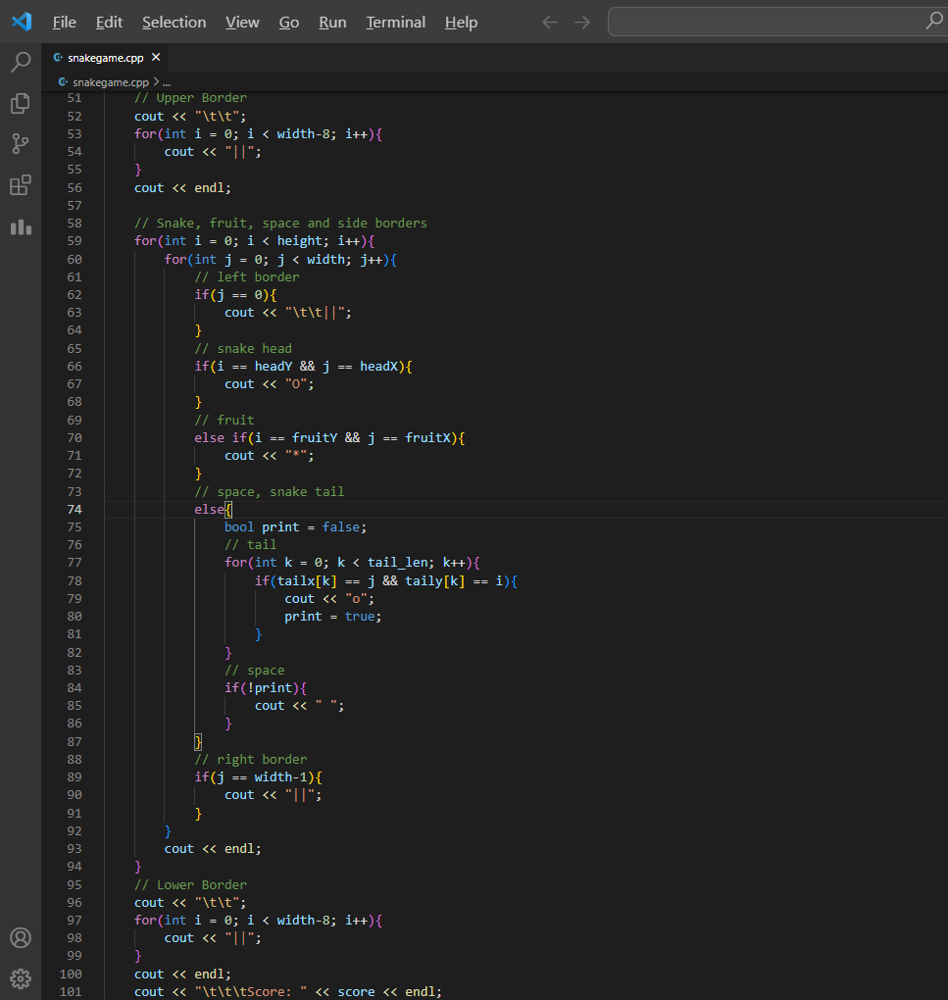 File Edit Selection View Go Run Terminal Help
snakegame.cpp
snakegame.cpp > ...
51 // Upper Border
52 cout << "\t\t";
53 for(int i = 0; i < width-8; i++){
54 cout << "||";
55 }
56 cout << endl;
57
58 // Snake, fruit, space and side borders
59 for(int i = 0; i < height; i++){
60 for(int j = 0; j < width; j++){
61 // left border
62 if(j == 0){
63 cout << "\t\t||";
64 }
65 // snake head
66 if(i == headY && j == headX){
67 cout << "O";
68 }
69 // fruit
70 else if(i == fruitY && j == fruitX){
71 cout << "*";
72 }
73 // space, snake tail
74 else{
75 bool print = false;
76 // tail
77 for(int k = 0; k < tail_len; k++){
78 if(tailx[k] == j && taily[k] == i){
79 cout << "o";
80 print = true;
81 }
82 }
83 // space
84 if(!print){
85 cout << " ";
86 }
87 }
88 // right border
89 if(j == width-1){
90 cout << "||";
91 }
92 }
93 cout << endl;
94 }
95 // Lower Border
96 cout << "\t\t";
97 for(int i = 0; i < width-8; i++){
98 cout << "||";
99 }
100 cout << endl;
101 cout << "\t\t\tScore: " << score << endl;